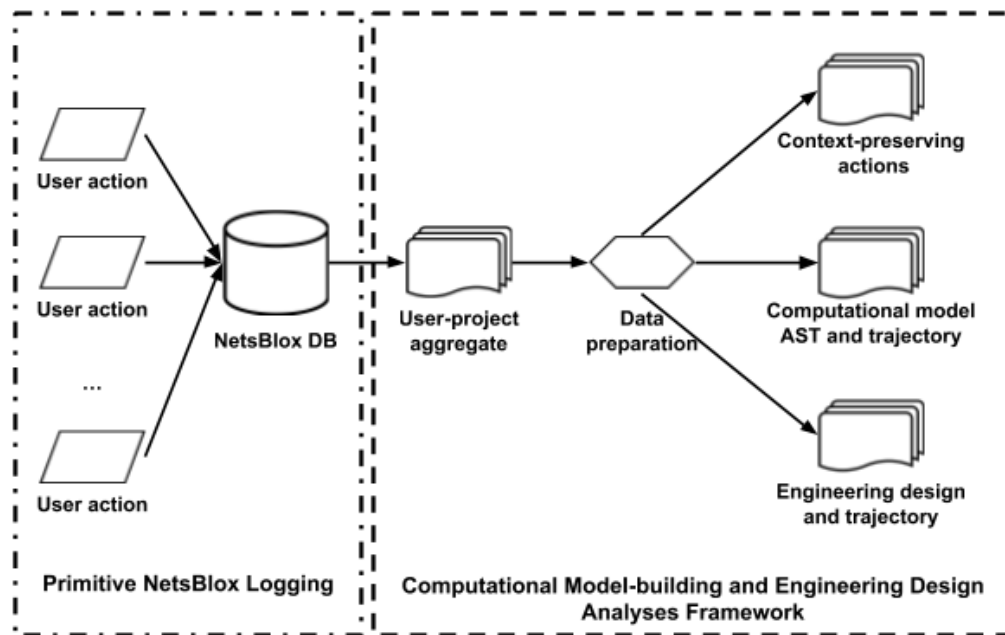 User action
User action
...
User action
NetsBlox DB
Primitive NetsBlox Logging
User-project
aggregate
Data
preparation
Context-preserving
actions
Computational model
AST and trajectory
Engineering design
and trajectory
Computational Model-building and Engineering Design
Analyses Framework